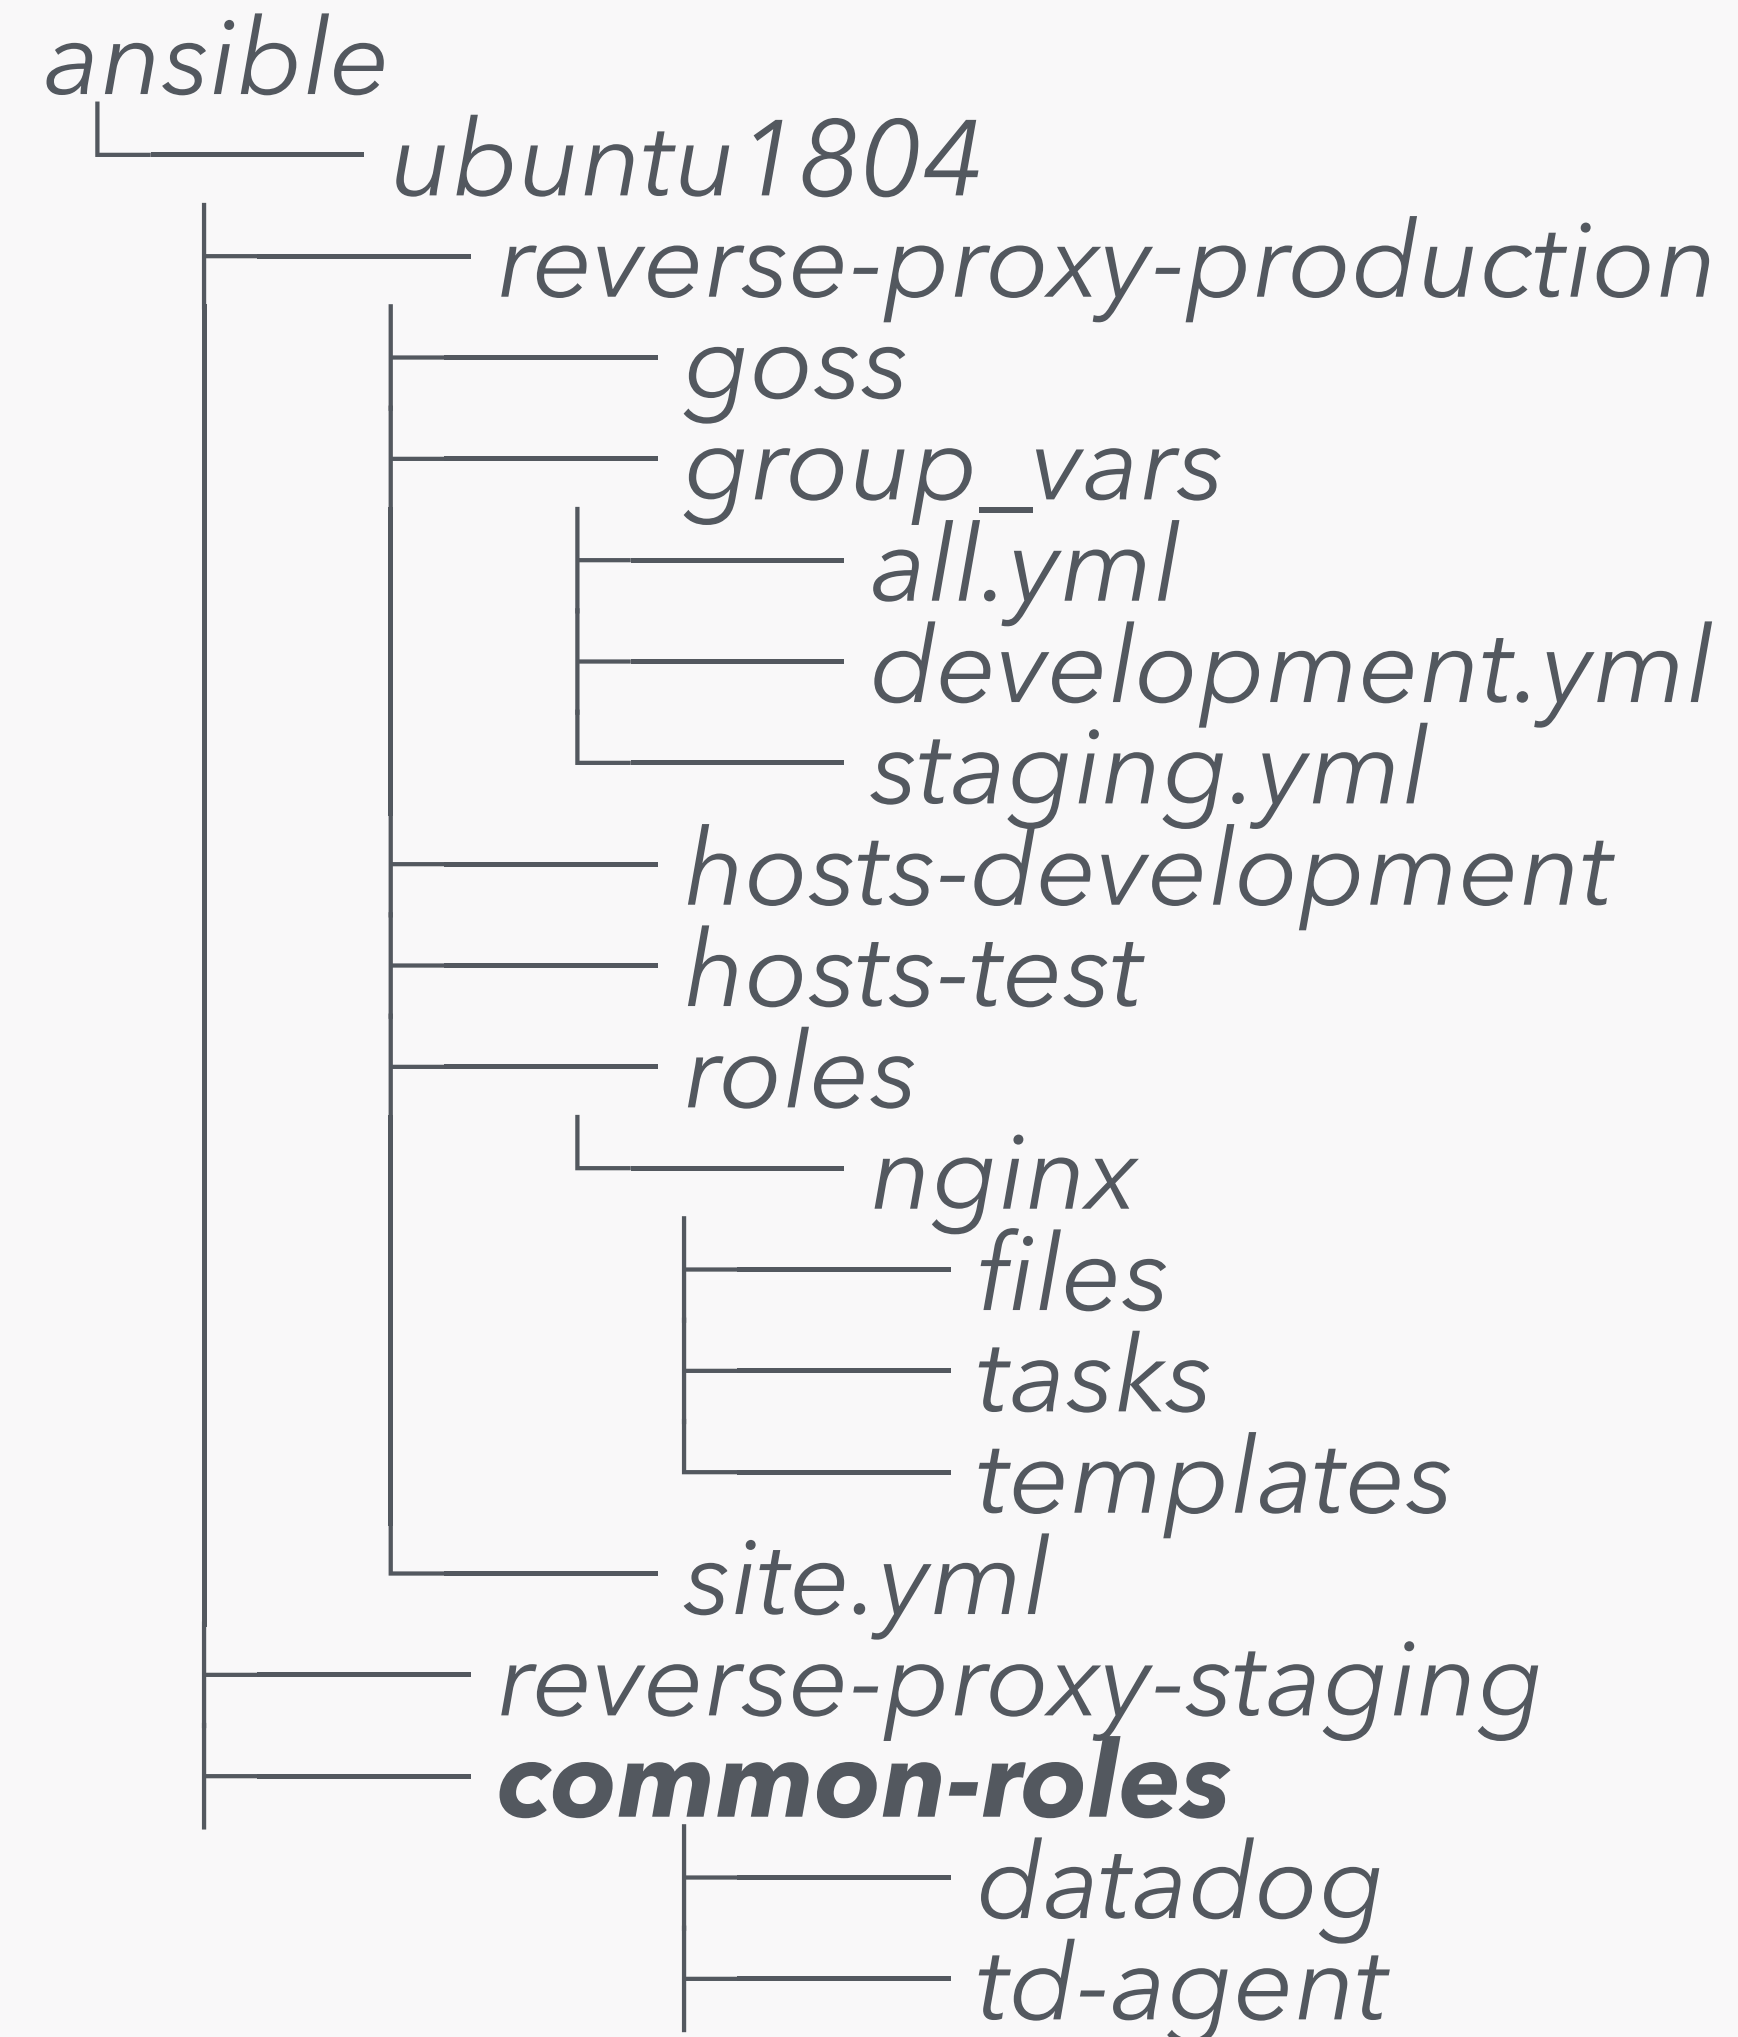 ansible
ubuntu1804
reverse-proxy-production
goss
group_vars
all.yml
development.yml
staging.yml
hosts-development
hosts-test
roles
nginx
files
tasks
templates
site.yml
reverse-proxy-staging
common-roles
datadog
td-agent